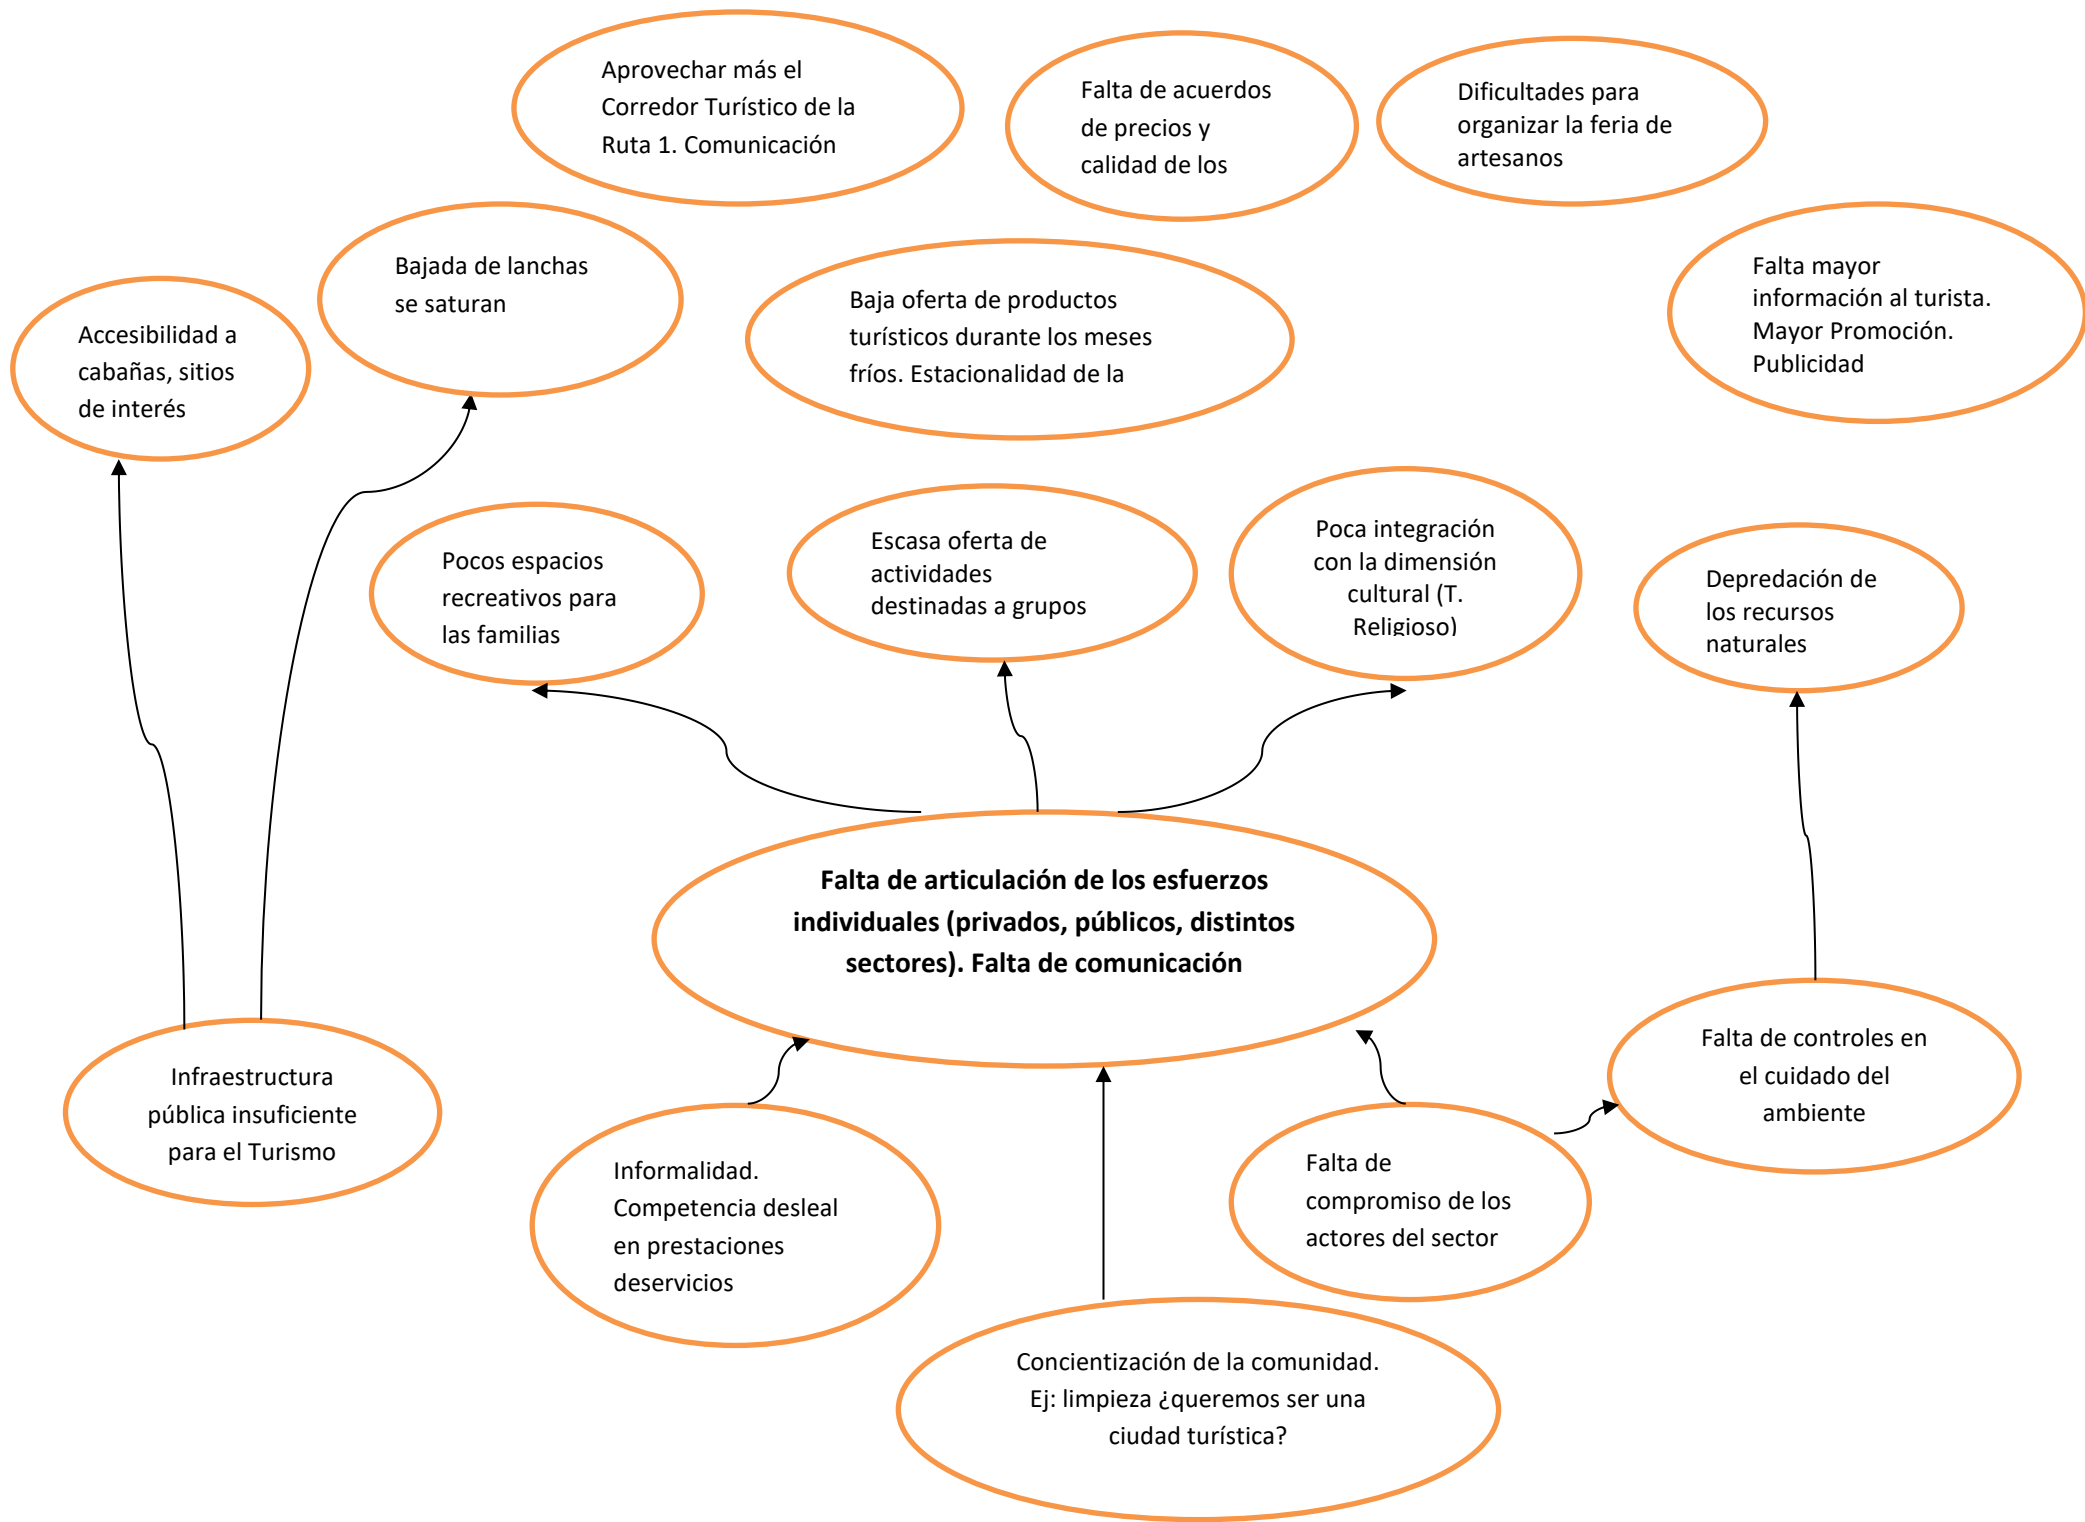 Aprovechar más el
Corredor Turístico de la
Ruta 1. Comunicación
Falta de acuerdos
de precios y
calidad de los
Dificultades para
organizar la feria de
artesanos
Bajada de lanchas
se saturan
Falta mayor
información al turista.
Mayor Promoción.
Publicidad
Accesibilidad a
cabañas, sitios
de interés
Baja oferta de productos
turísticos durante los meses
fríos. Estacionalidad de la
Pocos espacios
recreativos para
las familias
Escasa oferta de
actividades
destinadas a grupos
Poca integración
con la dimensión
cultural (T.
Religioso)
Depredación de
los recursos
naturales
Falta de articulación de los esfuerzos
individuales (privados, públicos, distintos
sectores). Falta de comunicación
Infraestructura
pública insuficiente
para el Turismo
Falta de controles en
el cuidado del
ambiente
Informalidad.
Competencia desleal
en prestaciones
deservicios
Falta de
compromiso de los
actores del sector
Concientización de la comunidad.
Ej: limpieza ¿queremos ser una
ciudad turística?